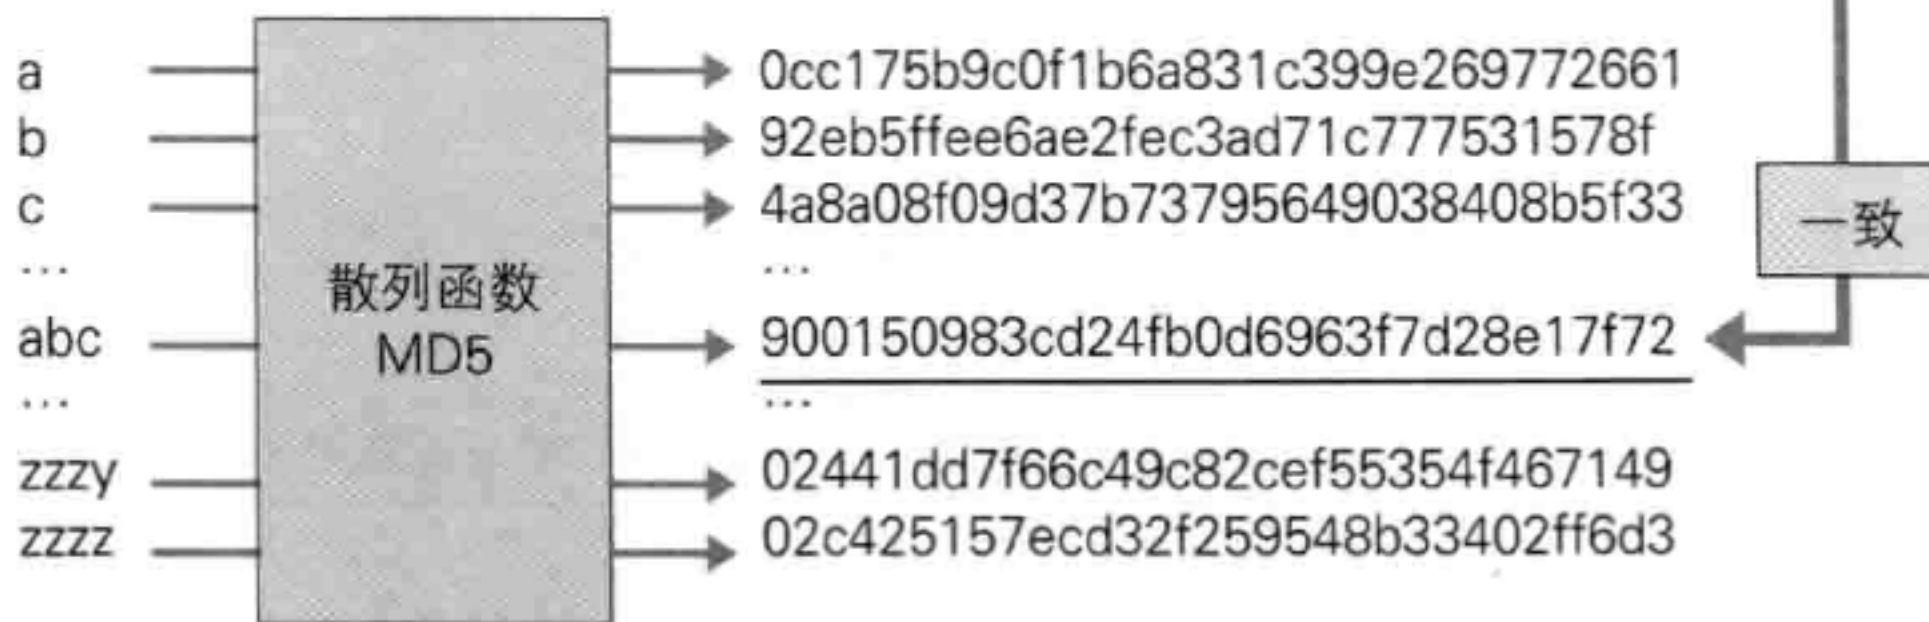 a
0cc175b9c0f1b6a831c399e269772661
b
92eb5ffee6ae2fec3ad71c777531578f
c
4a8a08f09d37b73795649038408b5f33
一致
…
…
散列函数
MD5
abc
900150983cd24fb0d6963f7d28e17f72
…
…
zzzy
02441dd7f66c49c82cef55354f467149
zzzz
02c425157ecd32f259548b33402ff6d3